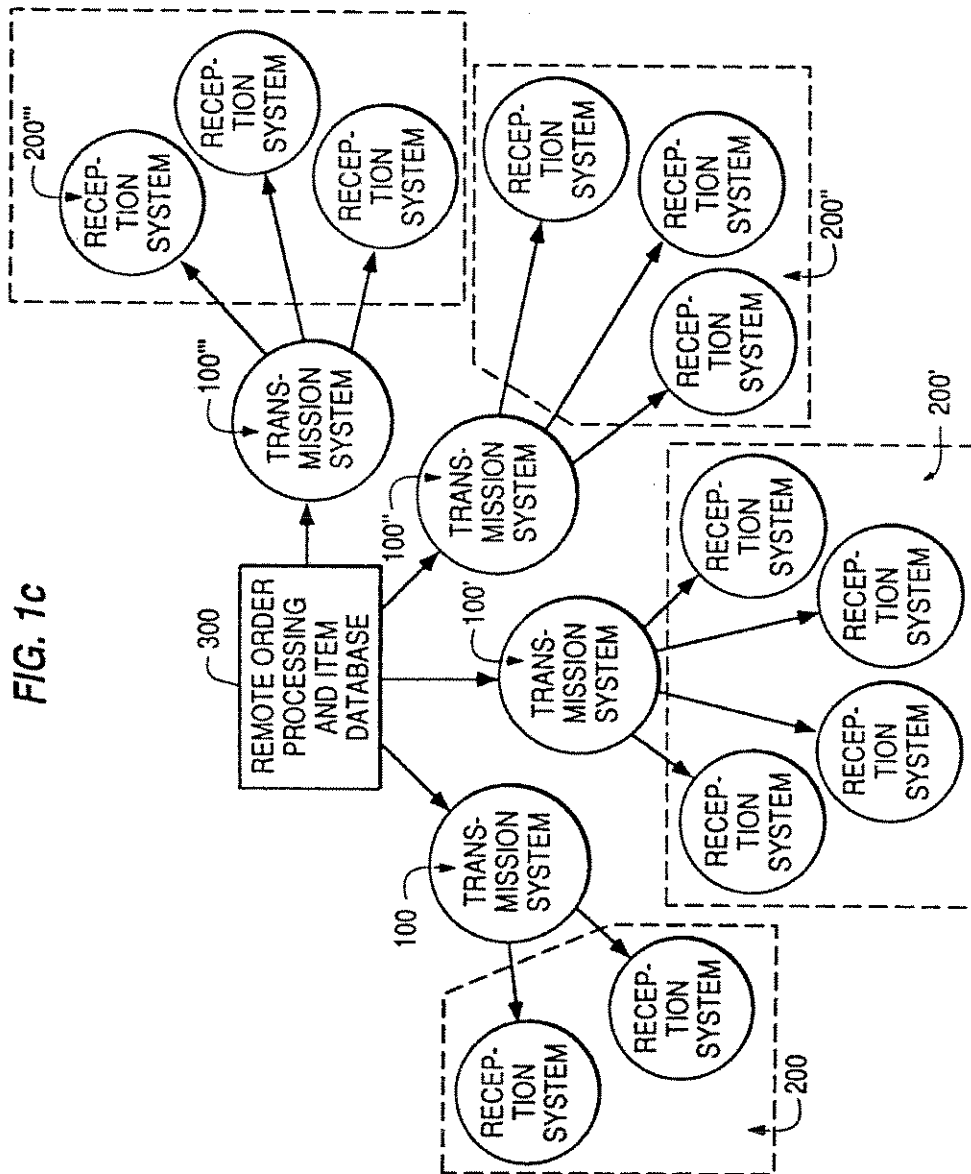 FIG. 1c
300
REMOTE ORDER
PROCESSING
AND ITEM
DATABASE
100
TRANS-
MISSION
SYSTEM
100'
TRANS-
MISSION
SYSTEM
100"
TRANS-
MISSION
SYSTEM
100'''
TRANS-
MISSION
SYSTEM
RECEP-
TION
SYSTEM
RECEP-
TION
SYSTEM
200
RECEP-
TION
SYSTEM
RECEP-
TION
SYSTEM
RECEP-
TION
SYSTEM
RECEP-
TION
SYSTEM
200'
RECEP-
TION
SYSTEM
RECEP-
TION
SYSTEM
RECEP-
TION
SYSTEM
200"
200'''
RECEP-
TION
SYSTEM
RECEP-
TION
SYSTEM
RECEP-
TION
SYSTEM